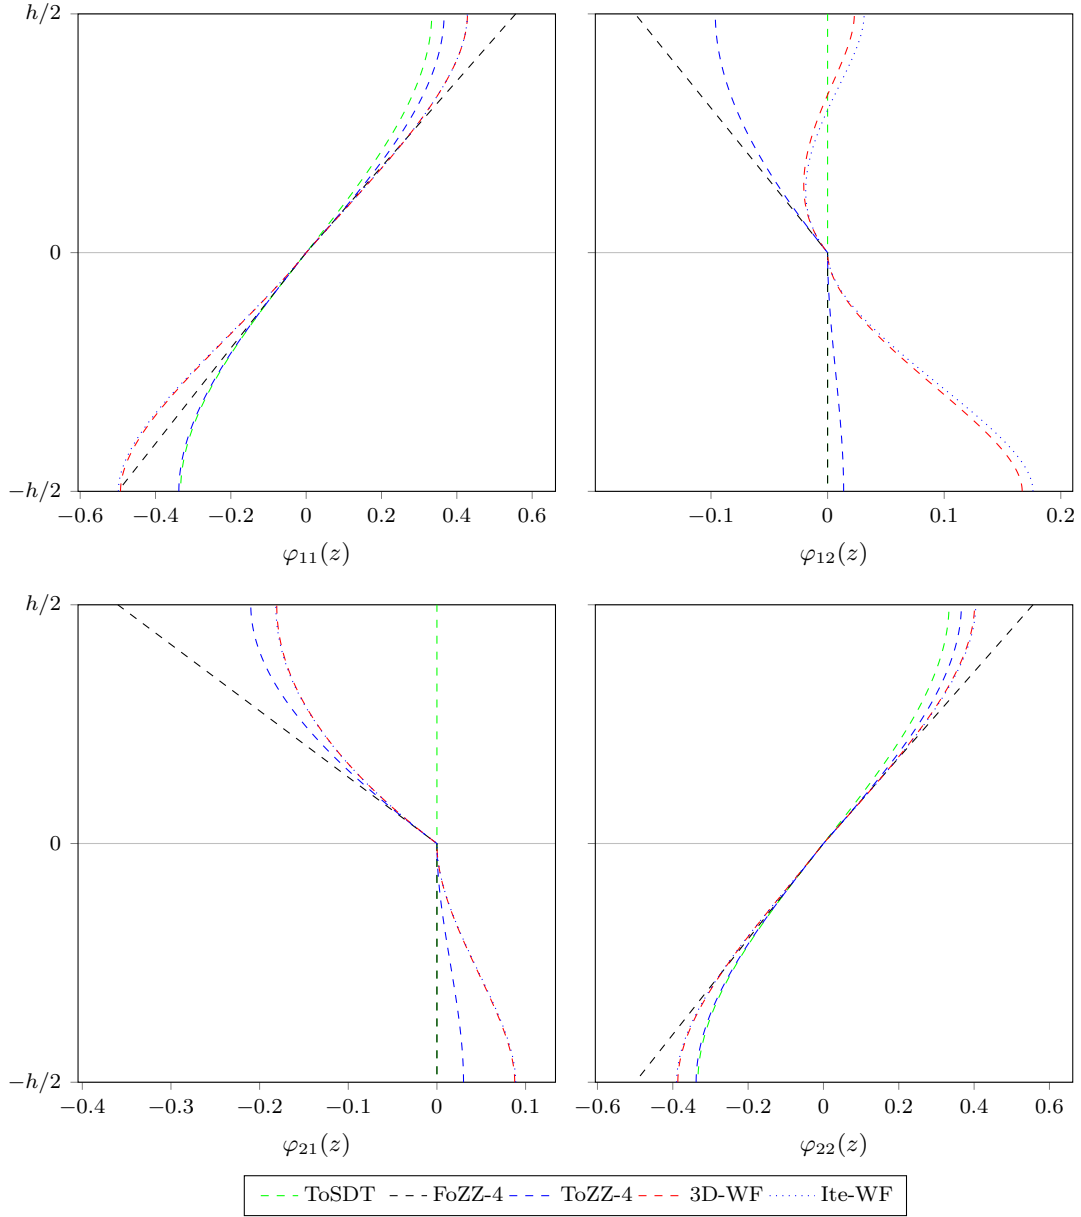 h/2
0
−h/2
−0.6 −0.4 −0.2 0 0.2 0.4 0.6
−0.1 0 0.1 0.2
φ11(z)
φ12(z)
h/2
0
−h/2
−0.4 −0.3 −0.2 −0.1 0 0.1
−0.6 −0.4 −0.2 0 0.2 0.4 0.6
φ21(z)
φ22(z)
ToSDT FoZZ-4 ToZZ-4 3D-WF Ite-WF